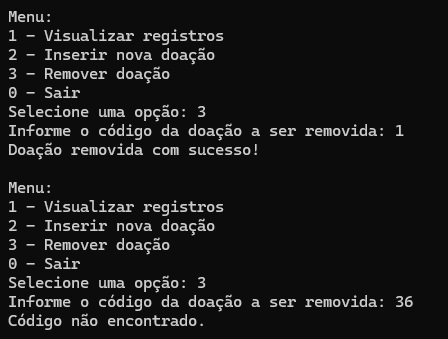 Menu:
1 - Visualizar registros
2 - Inserir nova doação
3 - Remover doação
0 - Sair
Selecione uma opção: 3
Informe o código da doação a ser removida: 1
Doação removida com sucesso!
Menu:
1 - Visualizar registros
2 - Inserir nova doação
3 - Remover doação
0 - Sair
Selecione uma opção: 3
Informe o código da doação a ser removida: 36
Código não encontrado.